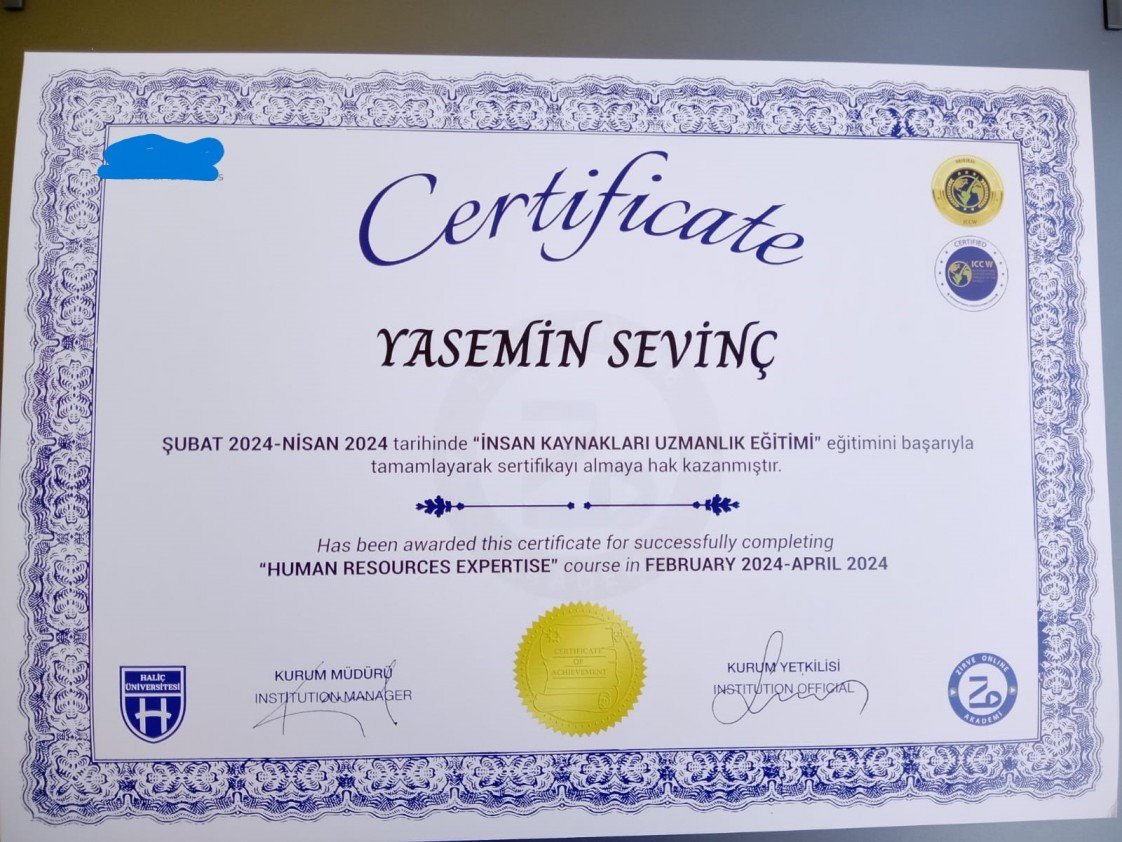 Certificate
ICCW
CERTIFIED
ICCW
YASEMİN SEVİNÇ
ŞUBAT 2024-NİSAN 2024 tarihinde “İNSAN KAYNAKLARI UZMANLIK EĞİTİMİ” eğitimini başarıyla
tamamlayarak sertifikayı almaya hak kazanmıştır.
Has been awarded this certificate for successfully completing
“HUMAN RESOURCES EXPERTISE” course in FEBRUARY 2024-APRIL 2024
CERTIFICATE
OF
ACHIEVEMENT
HALİÇ
ÜNİVERSİTESİ
KURUM MÜDÜRÜ
INSTITUTION MANAGER
KURUM YETKİLİSİ
INSTITUTION OFFICIAL
ZİRVE ONLINE
AKADEMİ